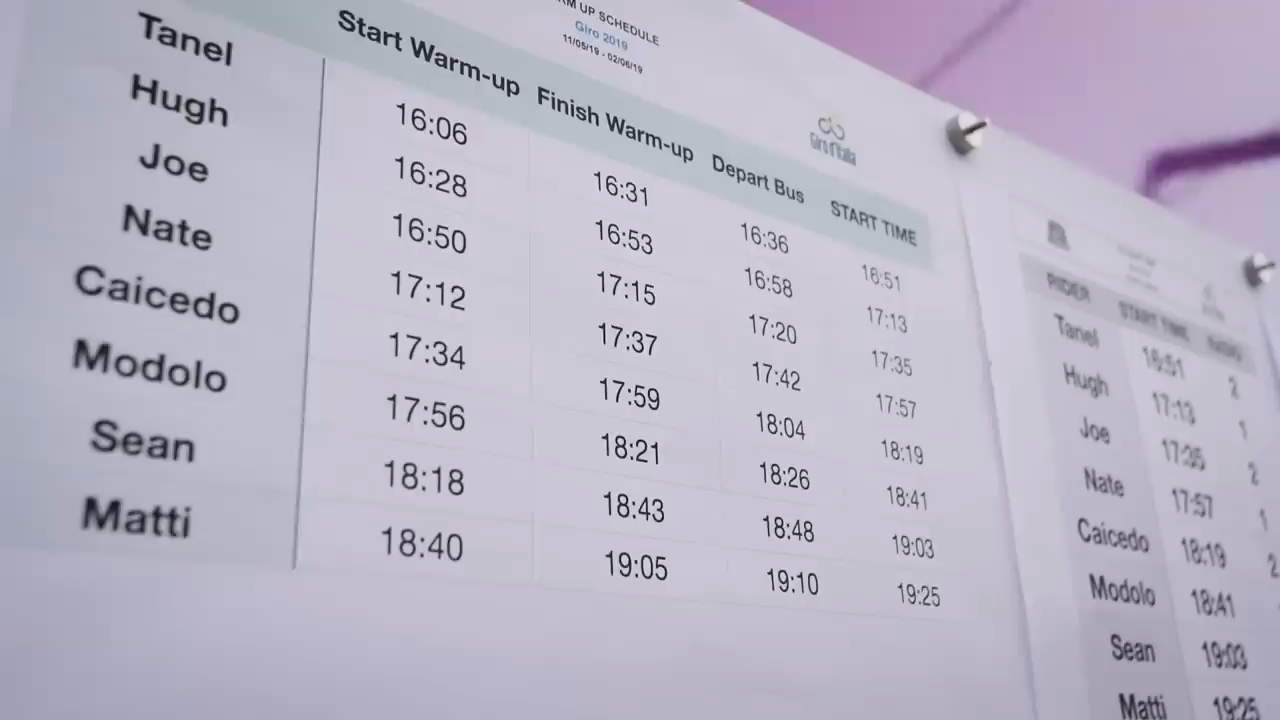 UP SCHEDULE
Giro 2019
11/05/19 - 02/06/19
Giro d'Italia
Start Warm-up Finish Warm-up Depart Bus START TIME
Tanel 16:06 16:31 16:36 16:51
Hugh 16:28 16:53 16:58 17:13
Joe 16:50 17:15 17:20 17:35
Nate 17:12 17:37 17:42 17:57
Caicedo 17:34 17:59 18:04 18:19
Modolo 17:56 18:21 18:26 18:41
Sean 18:18 18:43 18:48 19:03
Matti 18:40 19:05 19:10 19:25
RIDER START TIME
Tanel 16:51 2
Hugh 17:13 1
Joe 17:35 2
Nate 17:57 1
Caicedo 18:19 2
Modolo 18:41
Sean 19:03
Matti 19:25